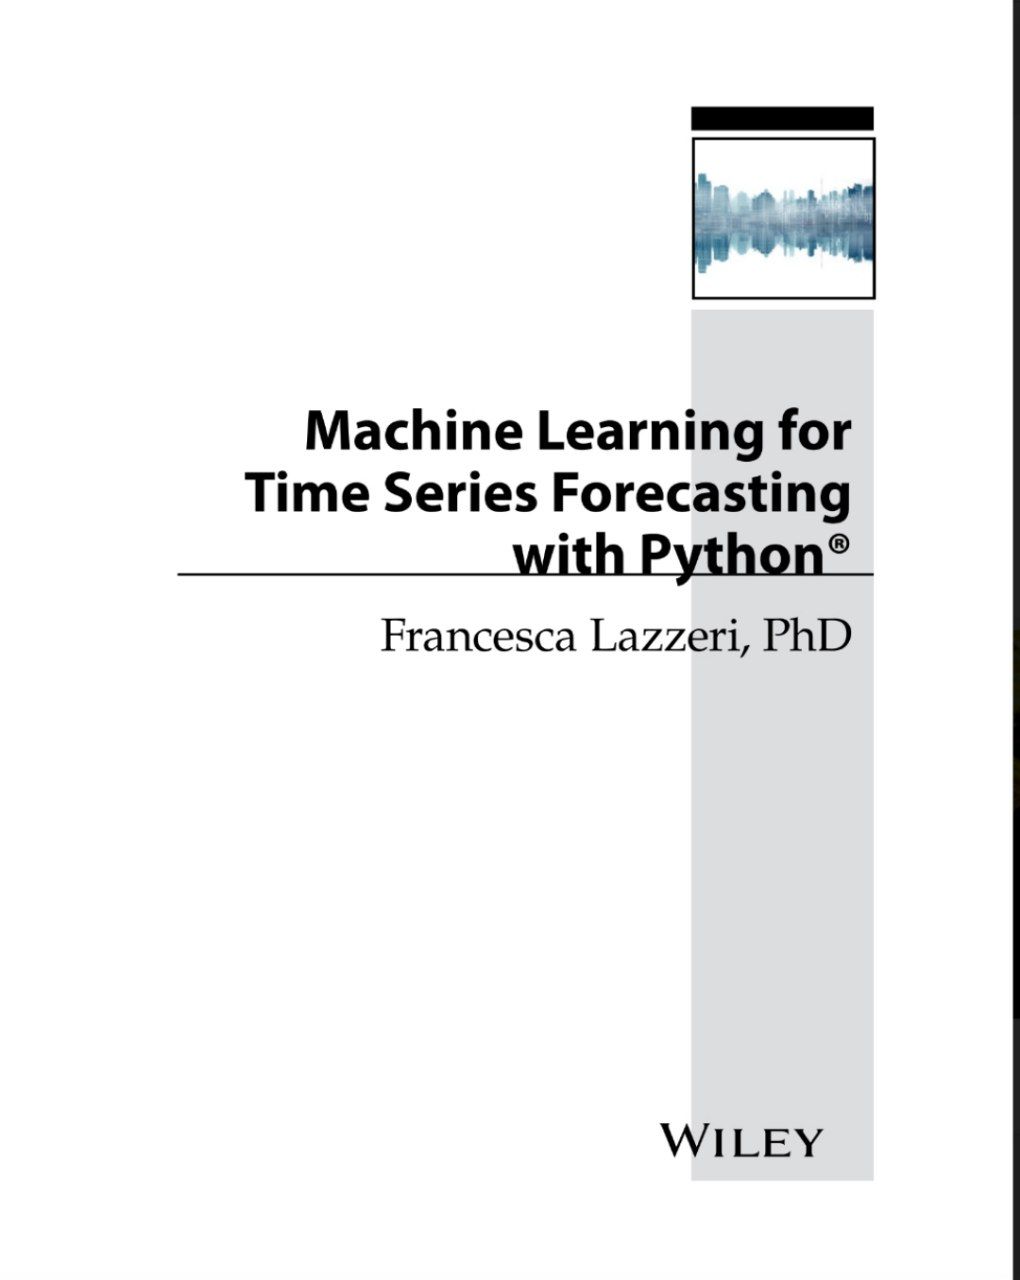 Machine Learning for
Time Series Forecasting
with Python®
Francesca Lazzeri, PhD
WILEY